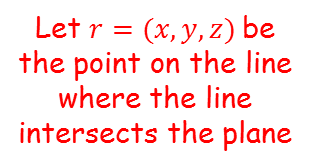 Let r = (x, y, z) be
the point on the line
where the line
intersects the plane